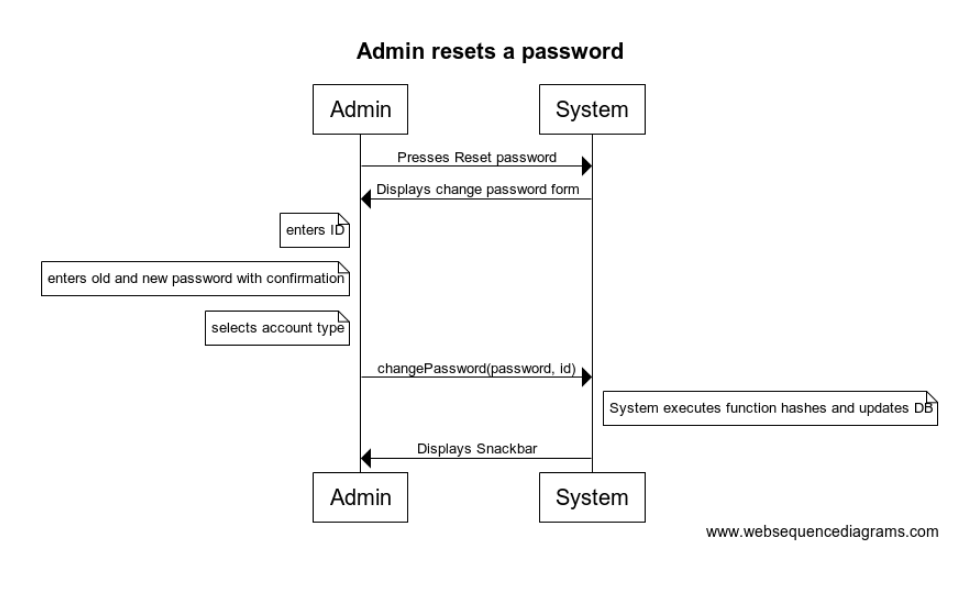 Admin resets a password
Admin
System
Presses Reset password
Displays change password form
enters ID
enters old and new password with confirmation
selects account type
changePassword(password, id)
System executes function hashes and updates DB
Displays Snackbar
Admin
System
www.websequencediagrams.com